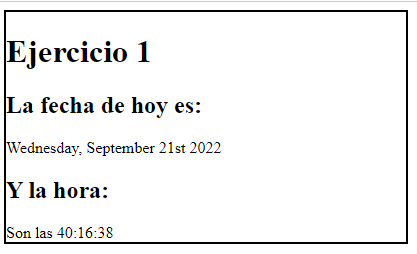 Ejercicio 1
La fecha de hoy es:
Wednesday, September 21st 2022
Y la hora:
Son las 40:16:38